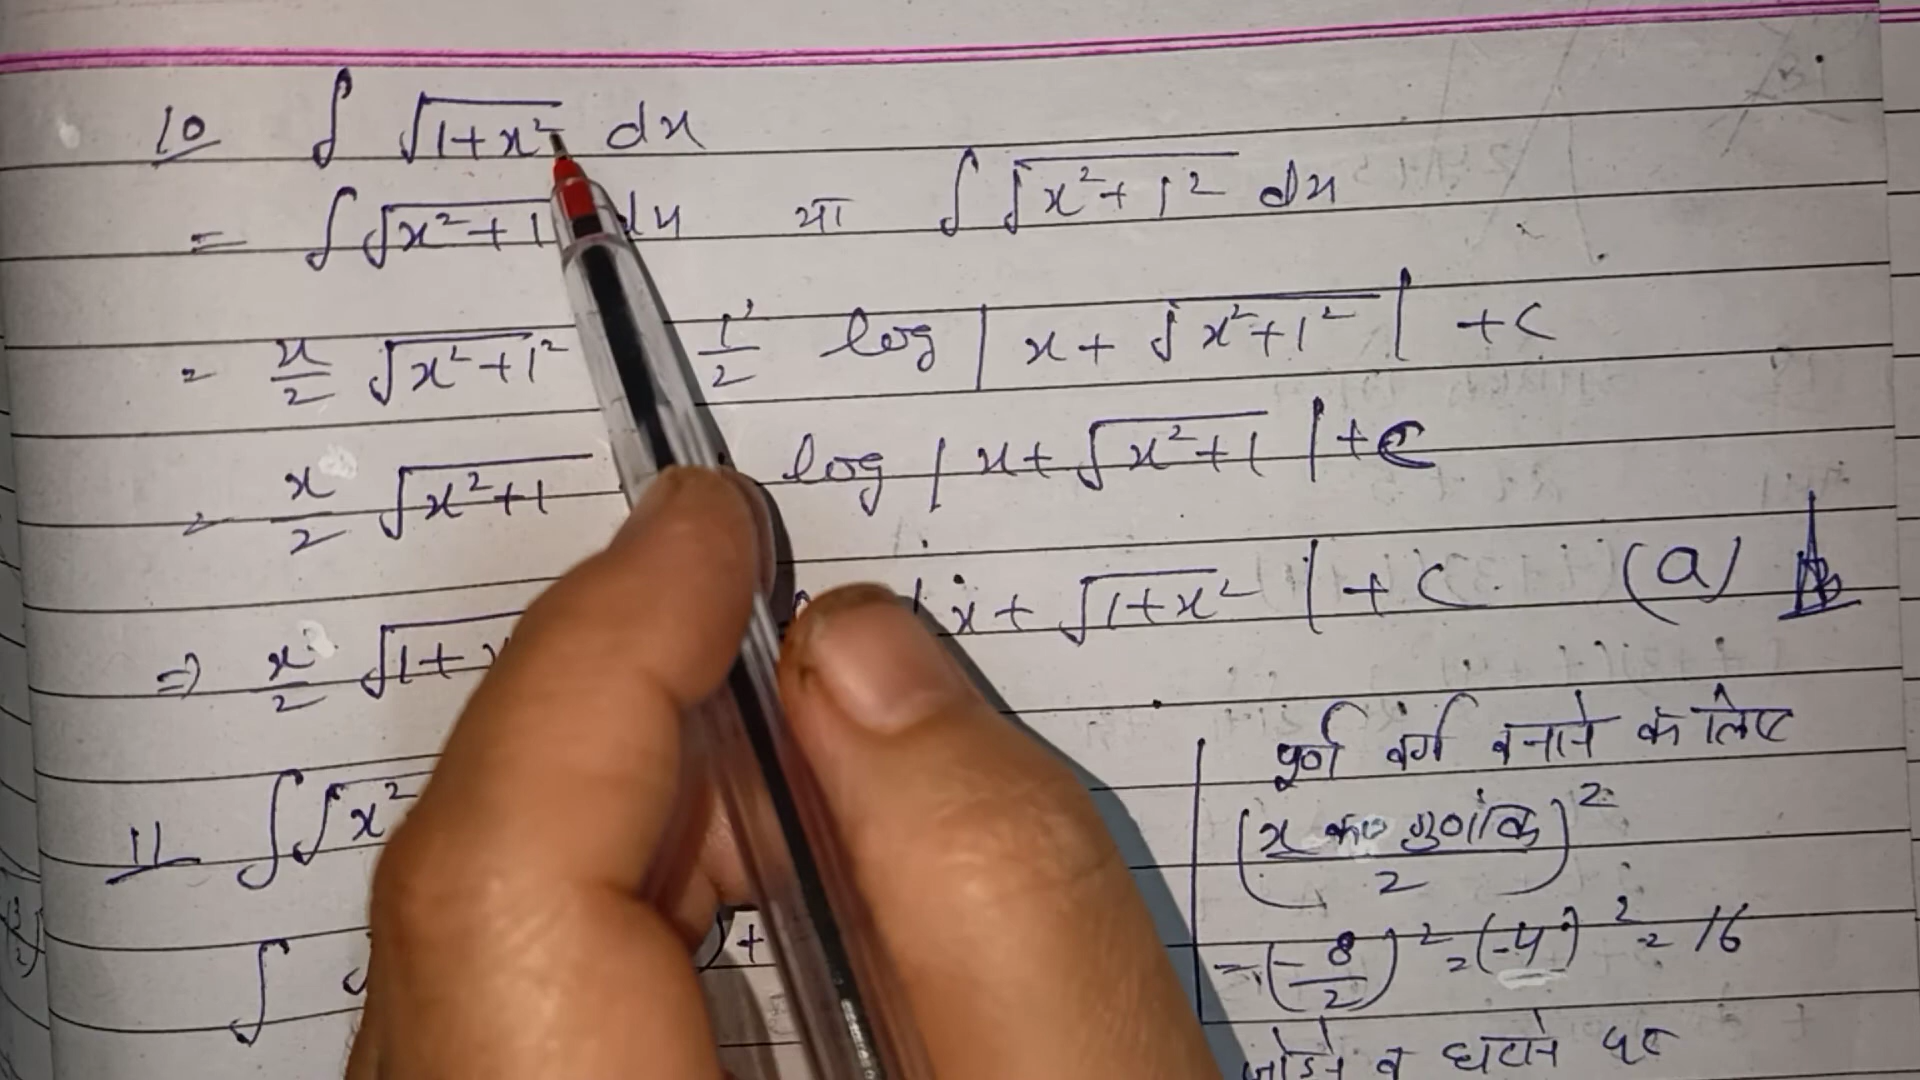 10 ∫ √1+x² dx
= ∫ √x²+1 dx या ∫ √x²+1² dx
= x/2 √x²+1² 1²/2 log | x + √x²+1² | + C
= x/2 √x²+1 log | x + √x²+1 | + C
⇒ x/2 √1+ x + √1+x² | + C (a)
11 ∫ √x²
∫ )+
पूर्ण वर्ग बनाने के लिए
(x का गुणांक/2)²
= (-8/2)² = (-4)² = 16
जोड़ने व घटाने पर